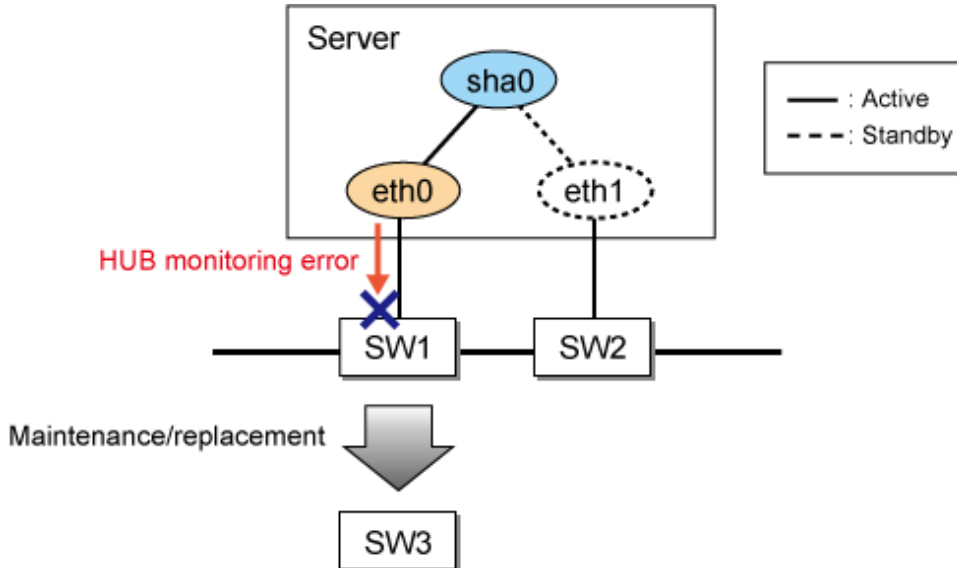 Server
sha0
: Active
: Standby
eth0
eth1
HUB monitoring error
SW1
SW2
Maintenance/replacement
SW3